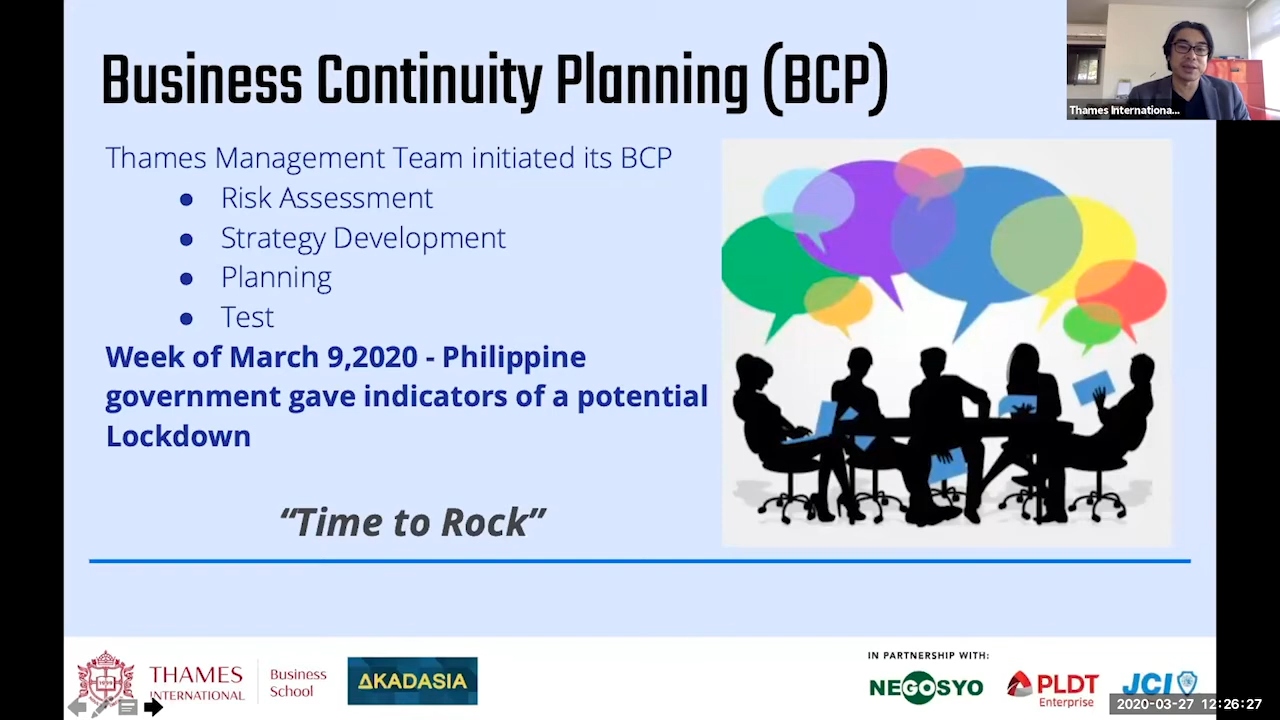 Business Continuity Planning (BCP)
Thames Internationa...
Thames Management Team initiated its BCP
● Risk Assessment
● Strategy Development
● Planning
● Test
Week of March 9,2020 - Philippine
government gave indicators of a potential
Lockdown
“Time to Rock”
THAMES
INTERNATIONAL
Business
School
AKADASIA
IN PARTNERSHIP WITH:
NEGOSYO
PLDT
Enterprise
JCI
2020-03-27 12:26:27